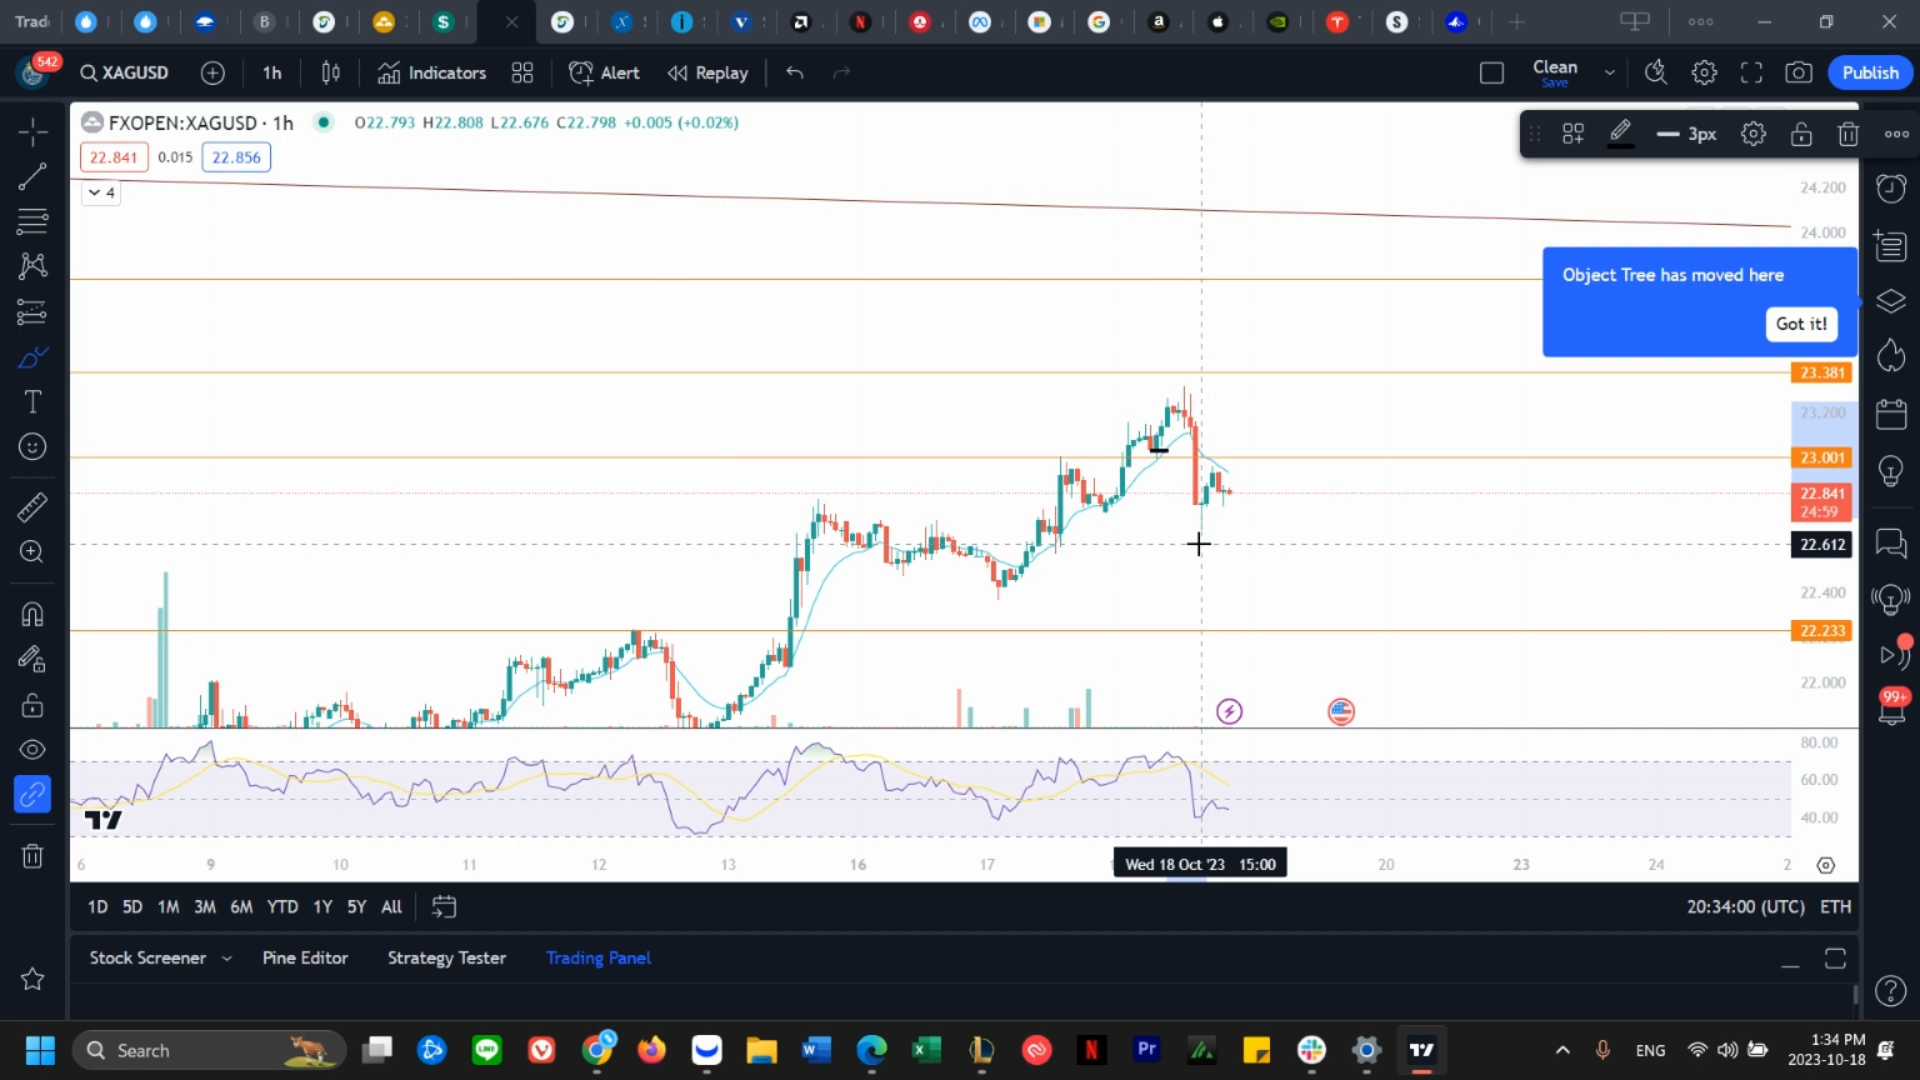 Trad
B
S
542
XAGUSD
1h
Indicators
Alert
Replay
Clean
Save
Publish
FXOPEN:XAGUSD · 1h
O22.793 H22.808 L22.676 C22.798 +0.005 (+0.02%)
3px
22.841 0.015 22.856
4
24.200
24.000
Object Tree has moved here
Got it!
23.381
23.200
23.001
22.841
24:59
22.612
22.400
22.233
22.000
99+
80.00
60.00
40.00
6 9 10 11 12 13 16 17 Wed 18 Oct '23 15:00 20 23 24 2
1D 5D 1M 3M 6M YTD 1Y 5Y All
20:34:00 (UTC) ETH
Stock Screener Pine Editor Strategy Tester Trading Panel
Search
LINE
Pr
ENG
1:34 PM
2023-10-18